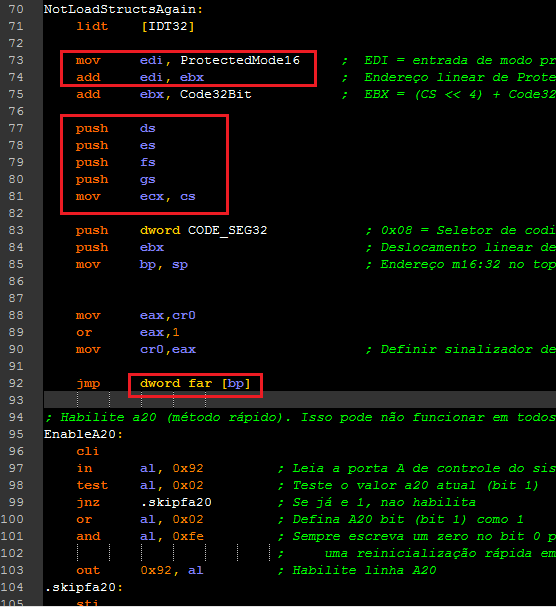 70 NotLoadStructsAgain:
71 lidt [IDT32]
72
73 mov edi, ProtectedMode16 ; EDI = entrada de modo pr
74 add edi, ebx ; Endereço linear de Prote
75 add ebx, Code32Bit ; EBX = (CS << 4) + Code32
76
77 push ds
78 push es
79 push fs
80 push gs
81 mov ecx, cs
82
83 push dword CODE_SEG32 ; 0x08 = Seletor de codi
84 push ebx ; Deslocamento linear de
85 mov bp, sp ; Endereço m16:32 no top
86
87
88 mov eax,cr0
89 or eax,1
90 mov cr0,eax ; Definir sinalizador de
91
92 jmp dword far [bp]
93
94 ; Habilite a20 (método rápido). Isso pode não funcionar em todos
95 EnableA20:
96 cli
97 in al, 0x92 ; Leia a porta A de controle do sis
98 test al, 0x02 ; Teste o valor a20 atual (bit 1)
99 jnz .skipfa20 ; Se já e 1, nao habilita
100 or al, 0x02 ; Defina A20 bit (bit 1) como 1
101 and al, 0xfe ; Sempre escreva um zero no bit 0 p
102 ; uma reinicialização rápida em
103 out 0x92, al ; Habilite linha A20
104 .skipfa20:
sti